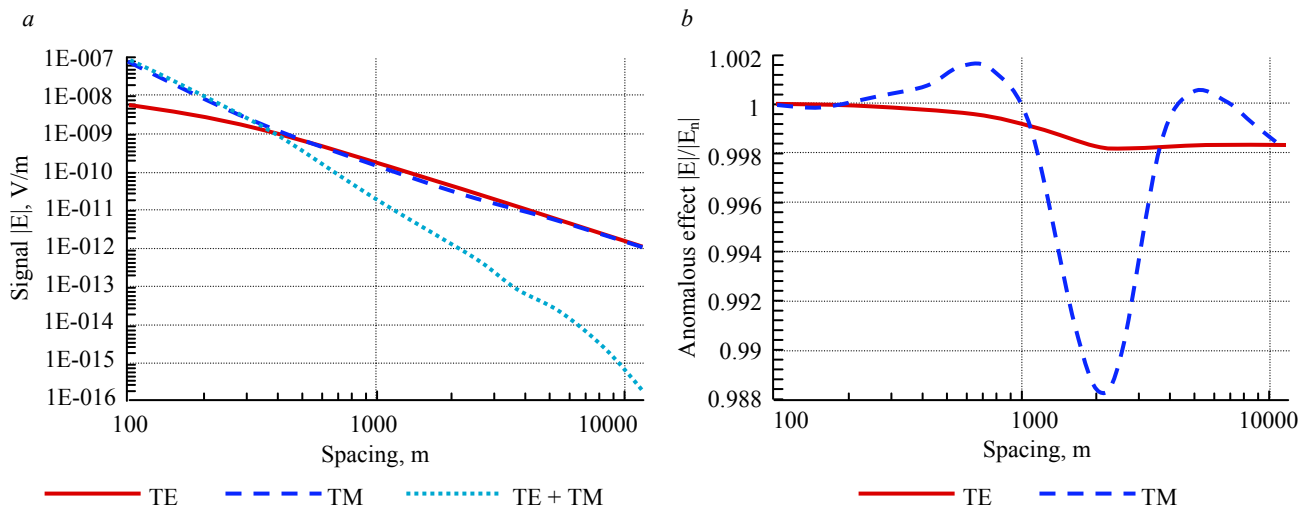 a
Signal |E|, V/m
1E-007
1E-008
1E-009
1E-010
1E-011
1E-012
1E-013
1E-014
1E-015
1E-016
100
1000
10000
Spacing, m
TE
TM
TE + TM
b
Anomalous effect |E|/|E_n|
1.002
1
0.998
0.996
0.994
0.992
0.99
0.988
100
1000
10000
Spacing, m
TE
TM